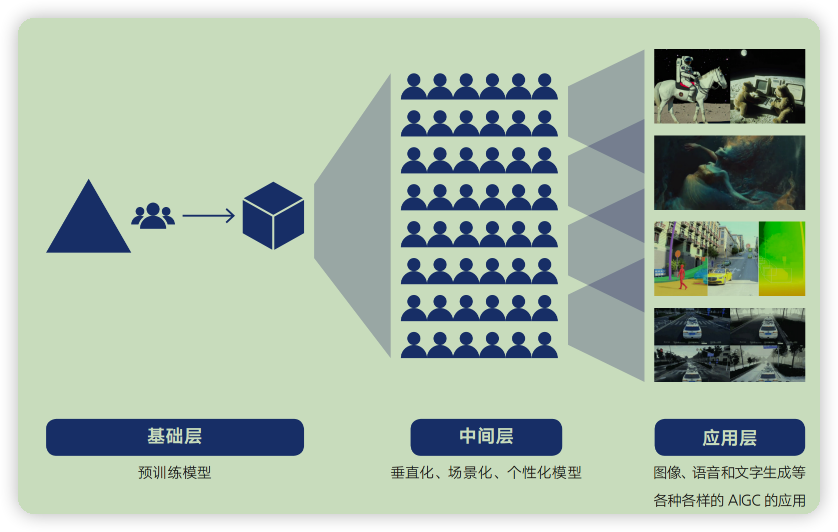 基础层
中间层
应用层
预训练模型
垂直化、场景化、个性化模型
图像、语音和文字生成等
各种各样的 AIGC 的应用